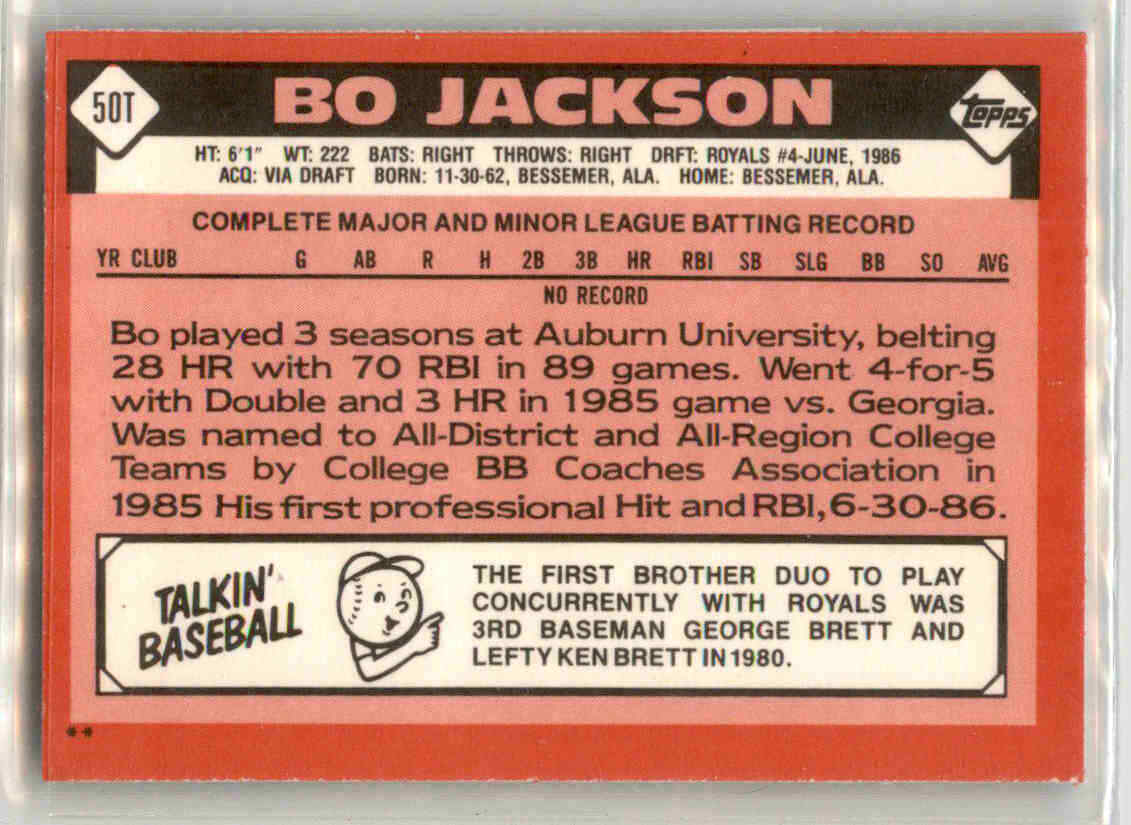 50T
BO JACKSON
topps
HT: 6'1" WT: 222 BATS: RIGHT THROWS: RIGHT DRFT: ROYALS #4-JUNE, 1986
ACQ: VIA DRAFT BORN: 11-30-62, BESSEMER, ALA. HOME: BESSEMER, ALA.
COMPLETE MAJOR AND MINOR LEAGUE BATTING RECORD
YR CLUB G AB R H 2B 3B HR RBI SB SLG BB SO AVG
NO RECORD
Bo played 3 seasons at Auburn University, belting
28 HR with 70 RBI in 89 games. Went 4-for-5
with Double and 3 HR in 1985 game vs. Georgia.
Was named to All-District and All-Region College
Teams by College BB Coaches Association in
1985 His first professional Hit and RBI, 6-30-86.
TALKIN'
BASEBALL
THE FIRST BROTHER DUO TO PLAY
CONCURRENTLY WITH ROYALS WAS
3RD BASEMAN GEORGE BRETT AND
LEFTY KEN BRETT IN 1980.
**